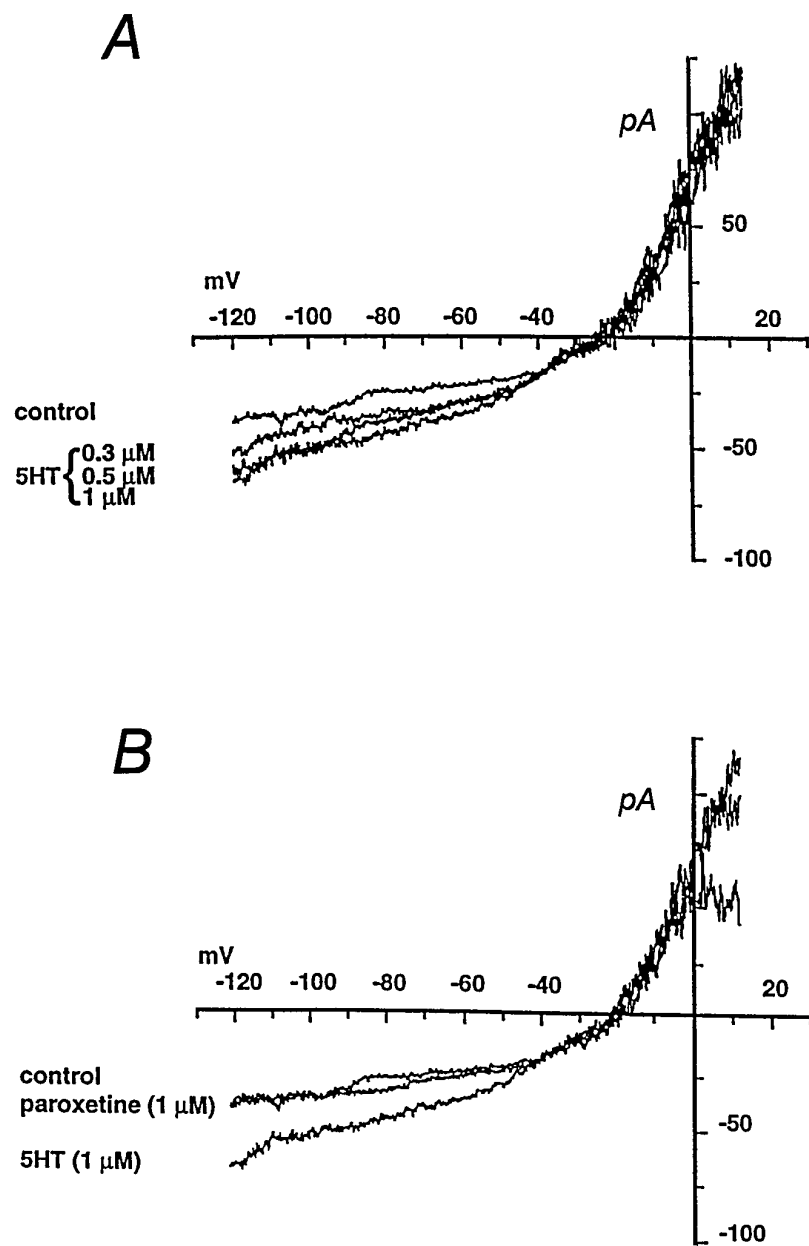 A
pA
50
mV
-120 -100 -80 -60 -40 20
control
5HT { 0.3 μM
0.5 μM
1 μM
-50
-100
B
pA
mV
-120 -100 -80 -60 -40 20
control
paroxetine (1 μM)
5HT (1 μM)
-50
-100